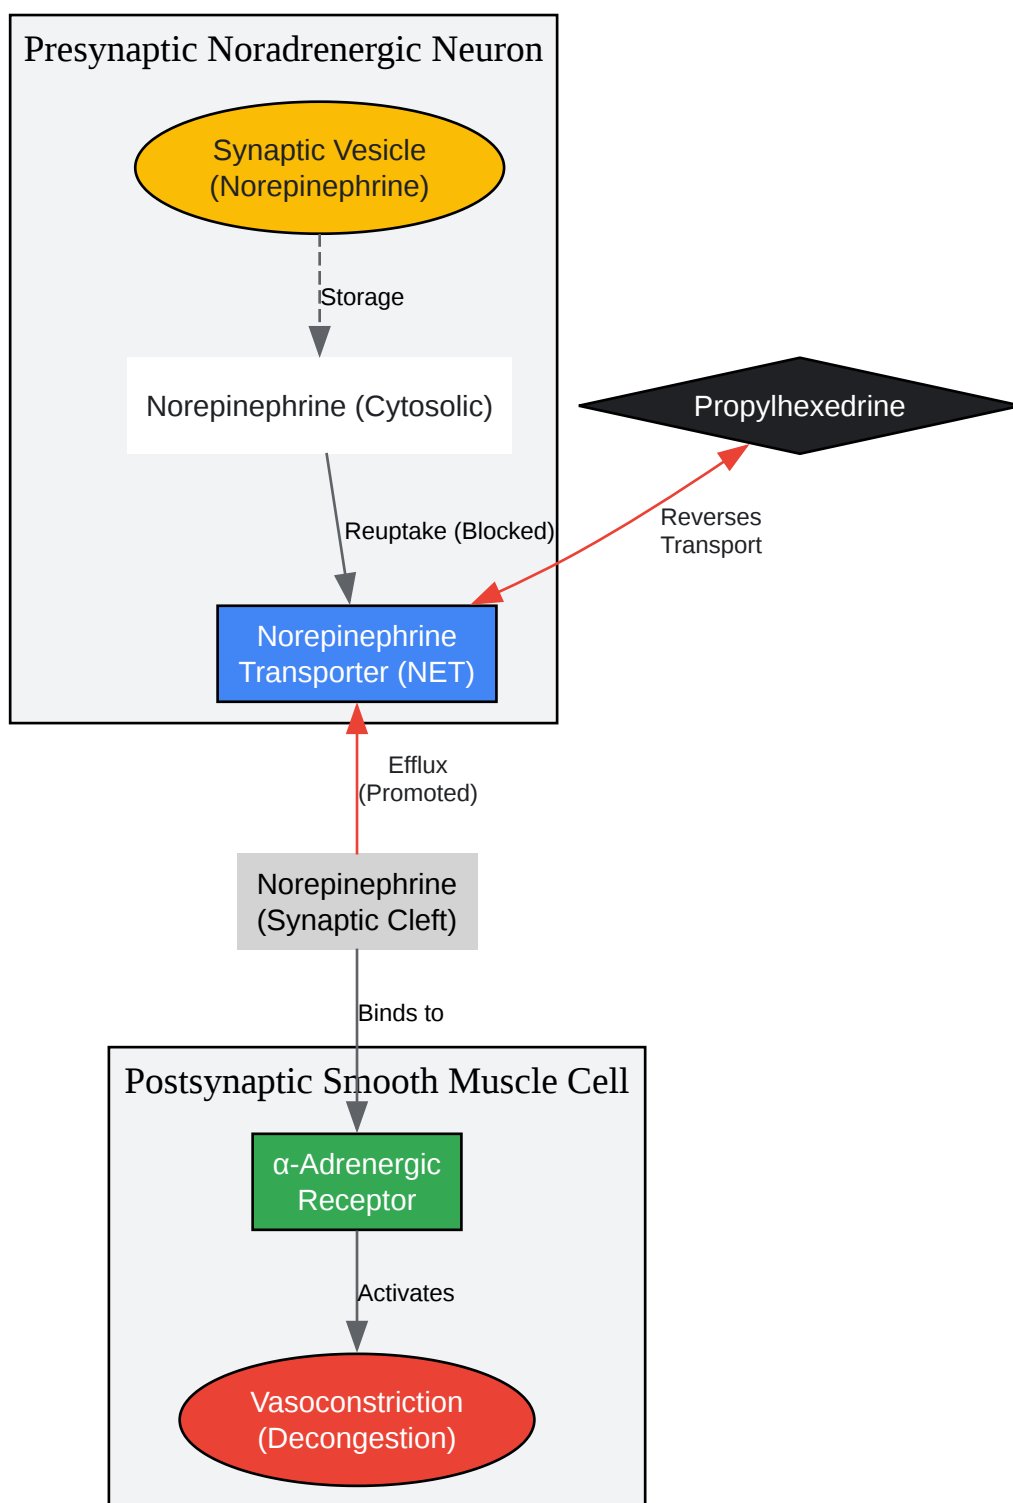 Presynaptic Noradrenergic Neuron
Synaptic Vesicle
(Norepinephrine)
Storage
Norepinephrine (Cytosolic)
Propylhexedrine
Reuptake (Blocked)
Reverses
Transport
Norepinephrine
Transporter (NET)
Efflux
(Promoted)
Norepinephrine
(Synaptic Cleft)
Binds to
Postsynaptic Smooth Muscle Cell
α-Adrenergic
Receptor
Activates
Vasoconstriction
(Decongestion)